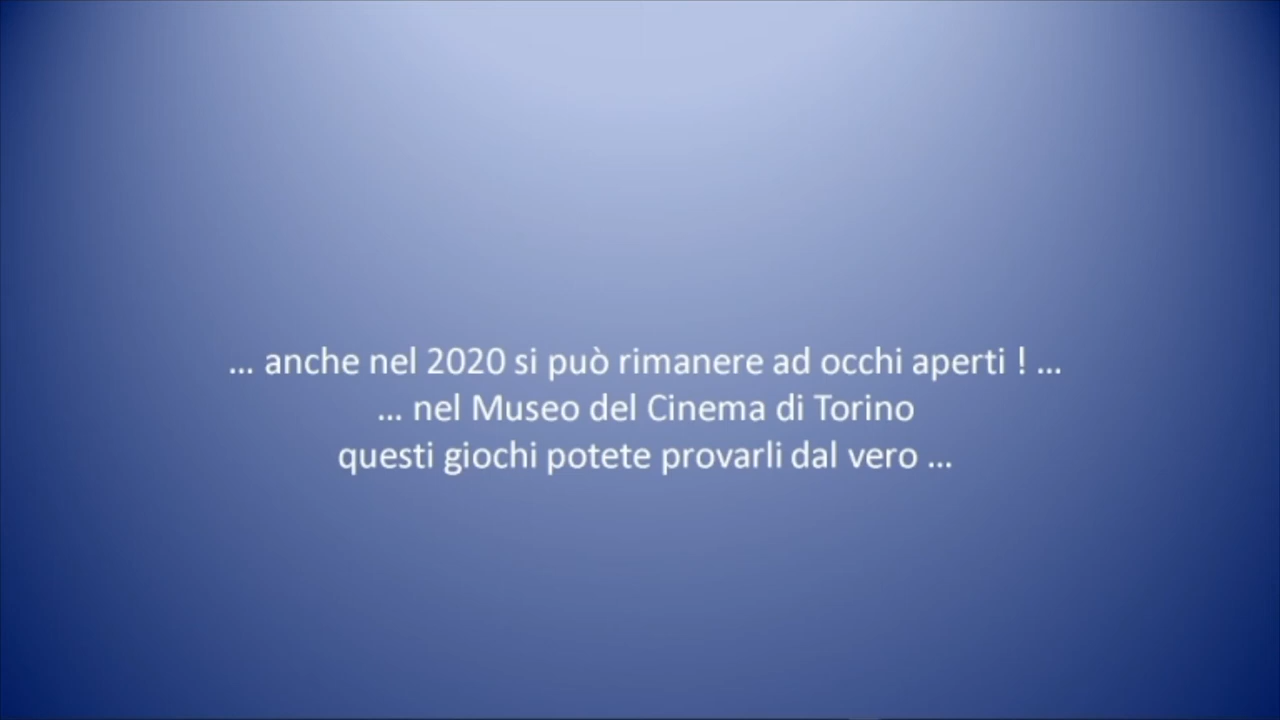 ... anche nel 2020 si può rimanere ad occhi aperti ! ...
... nel Museo del Cinema di Torino
questi giochi potete provarli dal vero ...